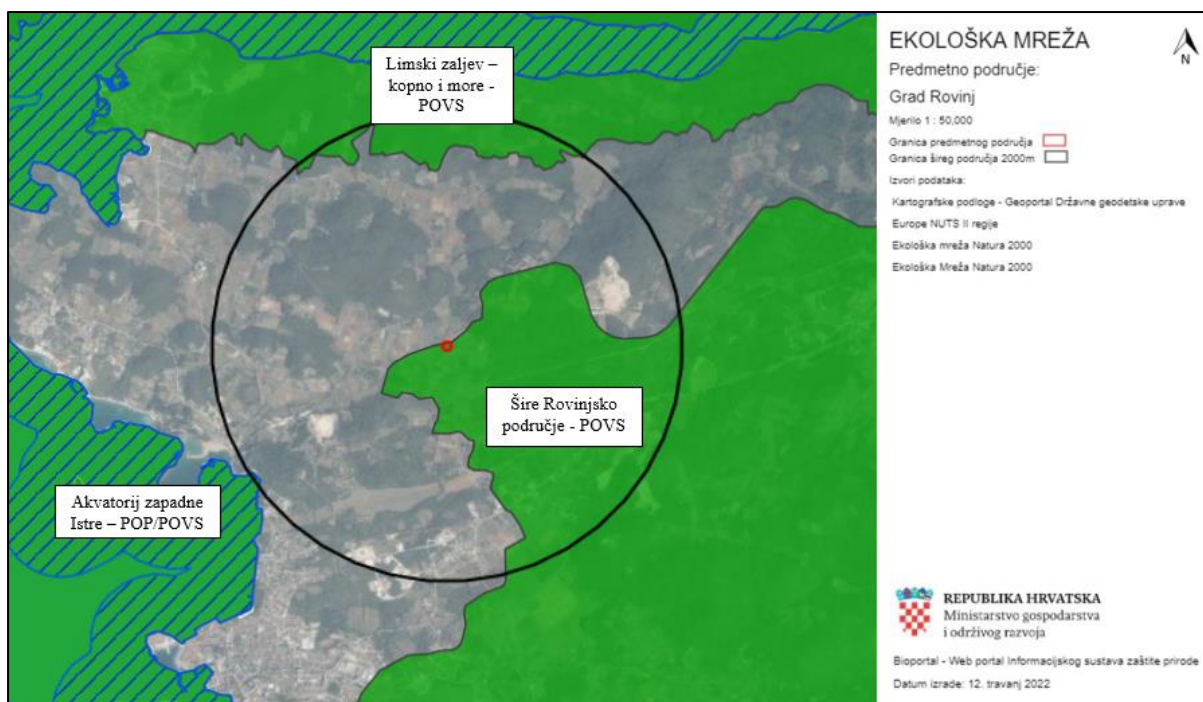 Limski zaljev –
kopno i more -
POVS
Šire Rovinjsko
područje - POVS
Akvatorij zapadne
Istre – POP/POVS
EKOLOŠKA MREŽA
N
Predmetno područje:
Grad Rovinj
Mjerilo 1 : 50,000
Granica predmetnog područja
Granica šireg područja 2000m
Izvori podataka:
Kartografske podloge - Geoportal Državne geodetske uprave
Europe NUTS II regije
Ekološka mreža Natura 2000
Ekološka Mreža Natura 2000
REPUBLIKA HRVATSKA
Ministarstvo gospodarstva
i održivog razvoja
Bioportal - Web portal Informacijskog sustava zaštite prirode
Datum izrade: 12. travanj 2022